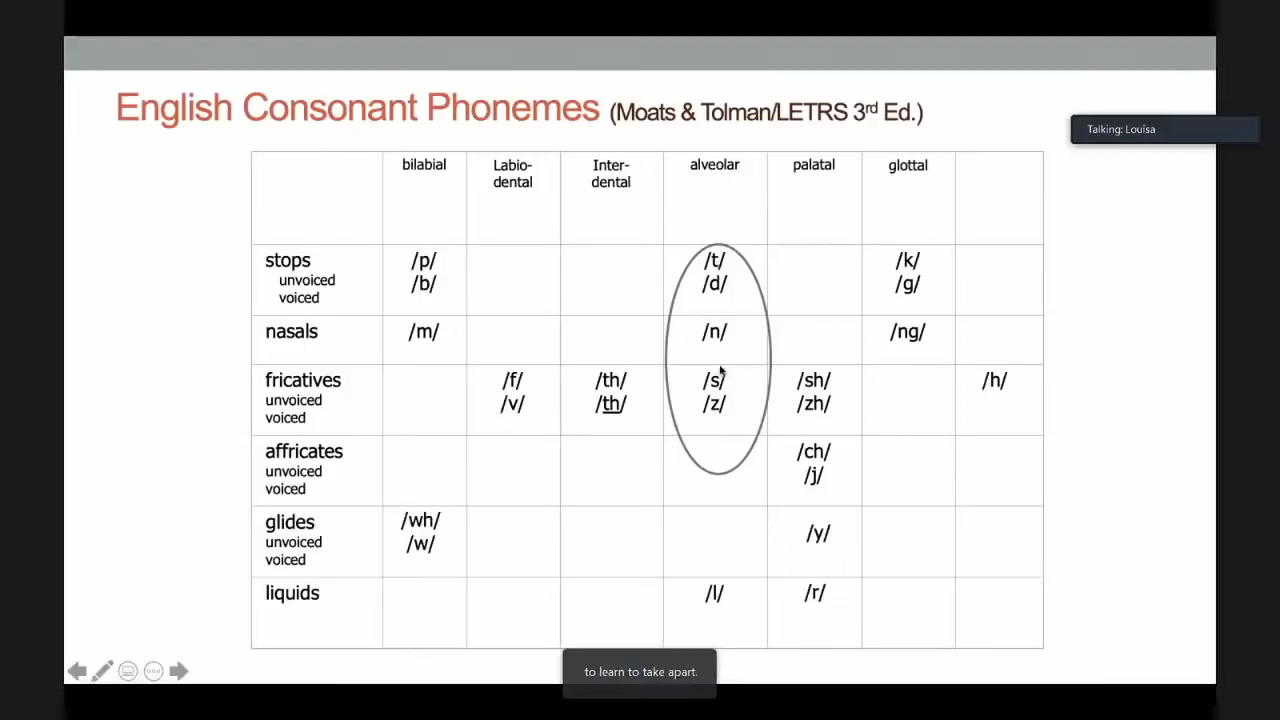 English Consonant Phonemes (Moats & Tolman/LETRS 3rd Ed.)
Talking: Louisa
bilabial Labio-dental Inter-dental alveolar palatal glottal
stops /p/ /t/ /k/
unvoiced /b/ /d/ /g/
voiced
nasals /m/ /n/ /ng/
fricatives /f/ /th/ /s/ /sh/ /h/
unvoiced /v/ /th/ /z/ /zh/
voiced
affricates /ch/
unvoiced /j/
voiced
glides /wh/ /y/
unvoiced /w/
voiced
liquids /l/ /r/
to learn to take apart.